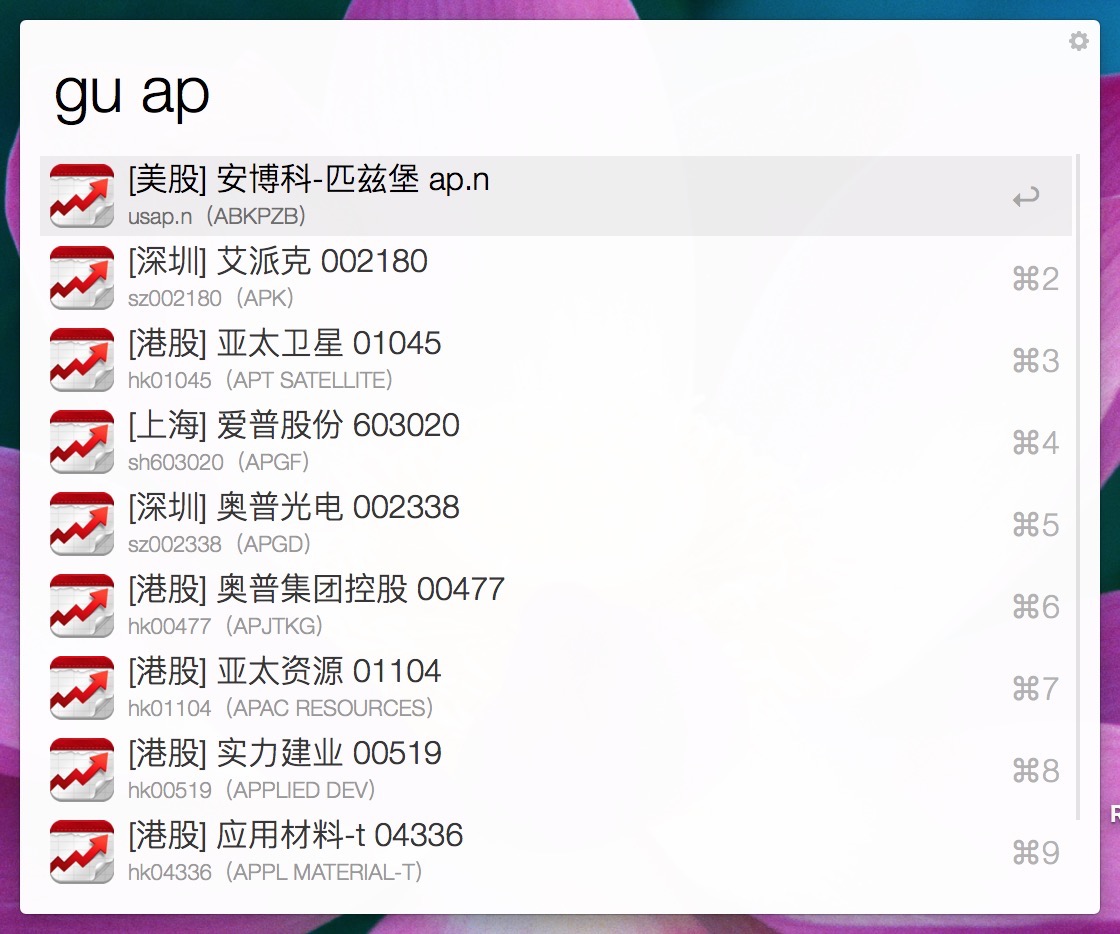 gu ap
[美股] 安博科-匹兹堡 ap.n
usap.n（ABKPZB）
[深圳] 艾派克 002180
sz002180（APK）
⌘2
[港股] 亚太卫星 01045
hk01045（APT SATELLITE）
⌘3
[上海] 爱普股份 603020
sh603020（APGF）
⌘4
[深圳] 奥普光电 002338
sz002338（APGD）
⌘5
[港股] 奥普集团控股 00477
hk00477（APJTKG）
⌘6
[港股] 亚太资源 01104
hk01104（APAC RESOURCES）
⌘7
[港股] 实力建业 00519
hk00519（APPLIED DEV）
⌘8
[港股] 应用材料-t 04336
hk04336（APPL MATERIAL-T）
⌘9